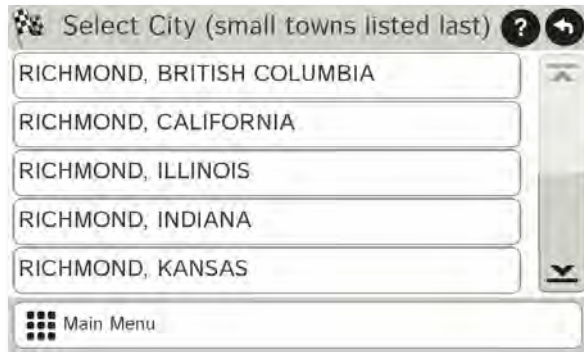 Select City (small towns listed last) ?
RICHMOND, BRITISH COLUMBIA
RICHMOND, CALIFORNIA
RICHMOND, ILLINOIS
RICHMOND, INDIANA
RICHMOND, KANSAS
Main Menu